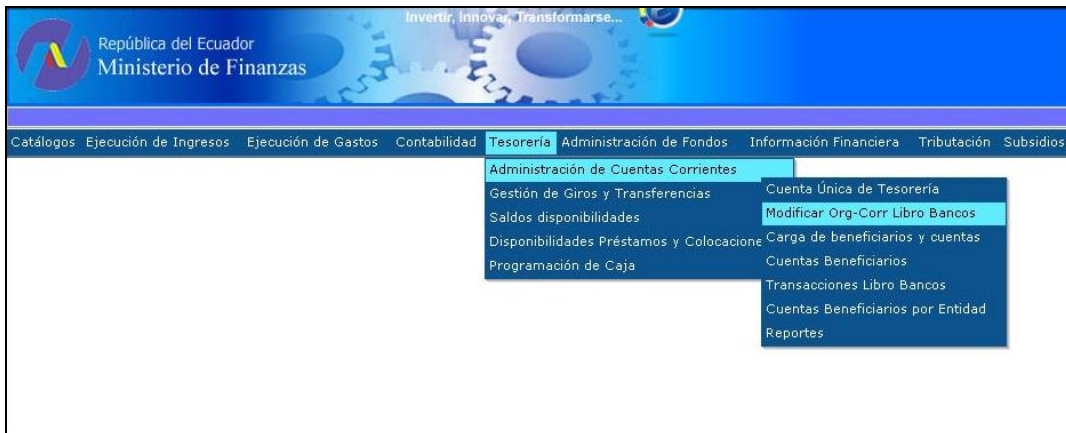 Invertir, Innovar, Transformarse...
República del Ecuador
Ministerio de Finanzas
Catálogos Ejecución de Ingresos Ejecución de Gastos Contabilidad Tesorería Administración de Fondos Información Financiera Tributación Subsidios
Administración de Cuentas Corrientes
Gestión de Giros y Transferencias
Saldos disponibilidades
Disponibilidades Préstamos y Colocacione
Programación de Caja
Cuenta Única de Tesorería
Modificar Org-Corr Libro Bancos
Carga de beneficiarios y cuentas
Cuentas Beneficiarios
Transacciones Libro Bancos
Cuentas Beneficiarios por Entidad
Reportes